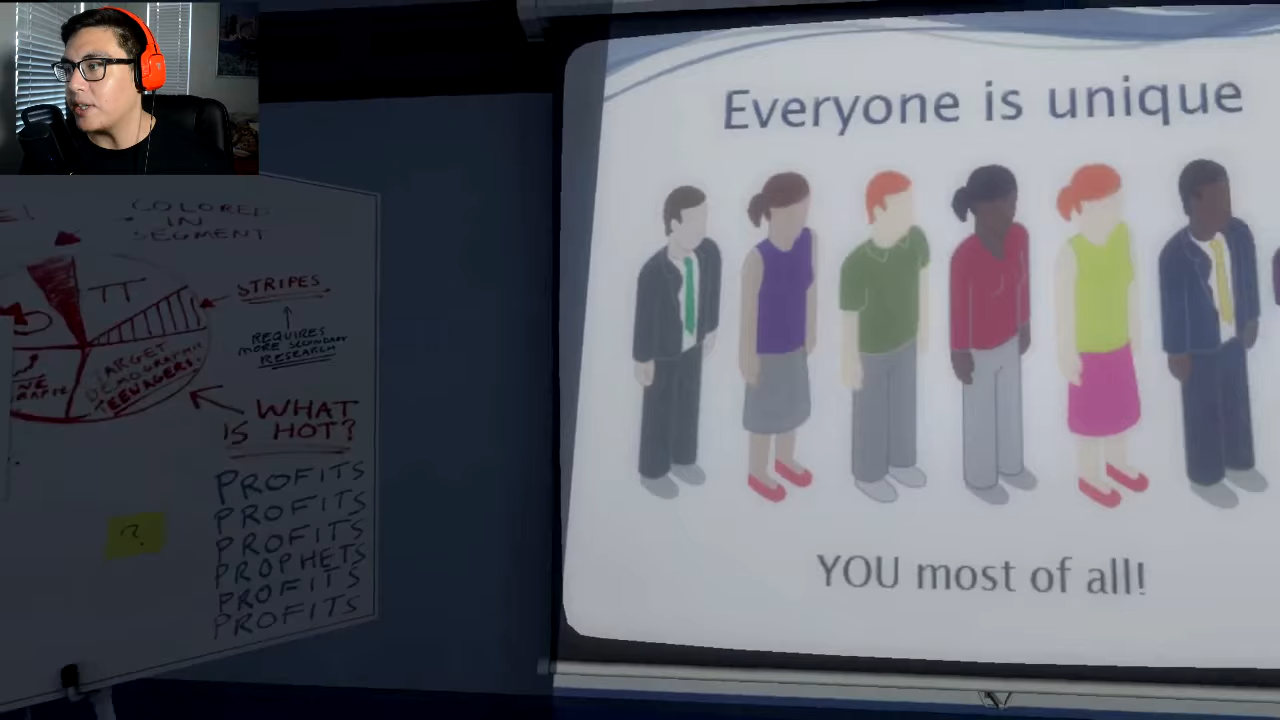 Everyone is unique
YOU most of all!
COLORED
IN
SEGMENT
STRIPES
REQUIRES
MORE SECONDARY
RESEARCH
TARGET
DEMOGRAPHIC
TEENAGERS.
WHAT
IS HOT?
PROFITS
PROFITS
PROFITS
PROPHETS
PROFITS
PROFITS
?